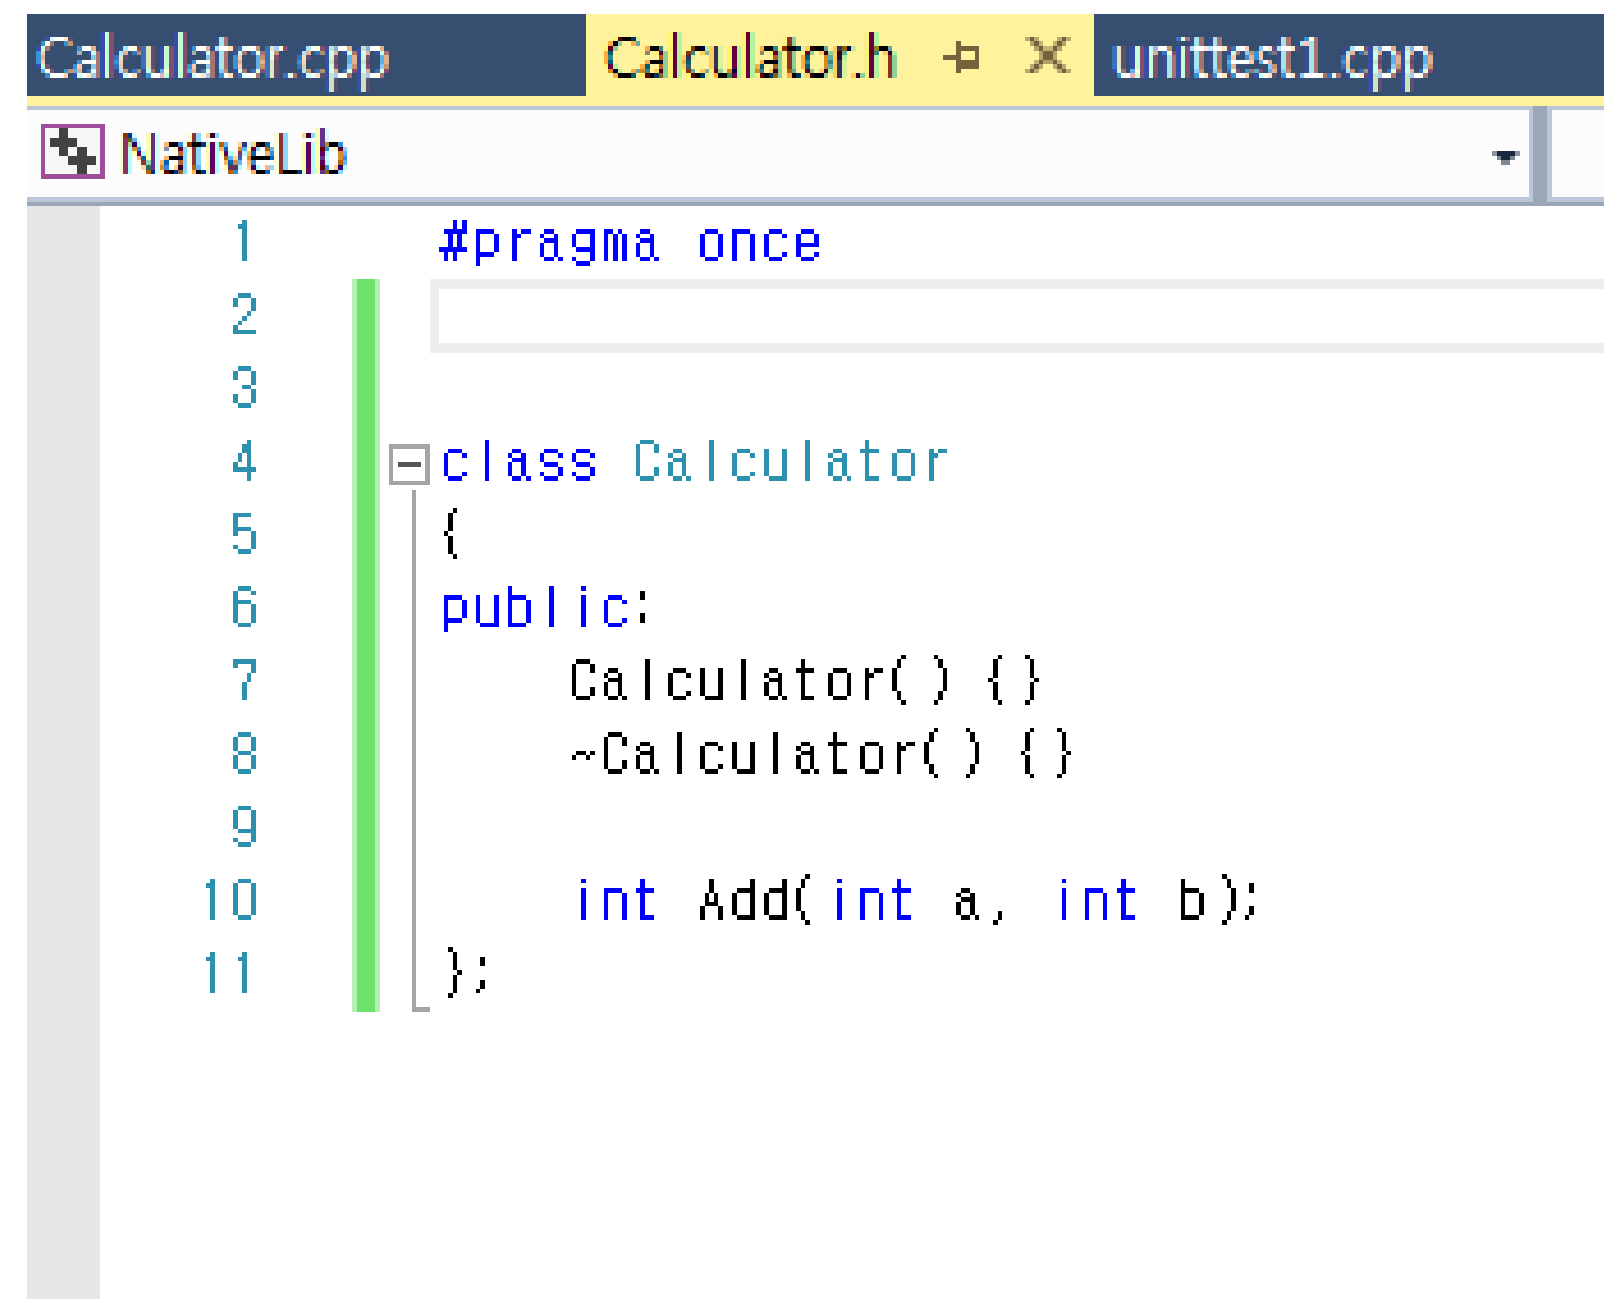 Calculator.cpp Calculator.h unittest1.cpp
NativeLib
1 #pragma once
2
3
4 class Calculator
5 {
6 public:
7 Calculator() {}
8 ~Calculator() {}
9
10 int Add(int a, int b);
11 };